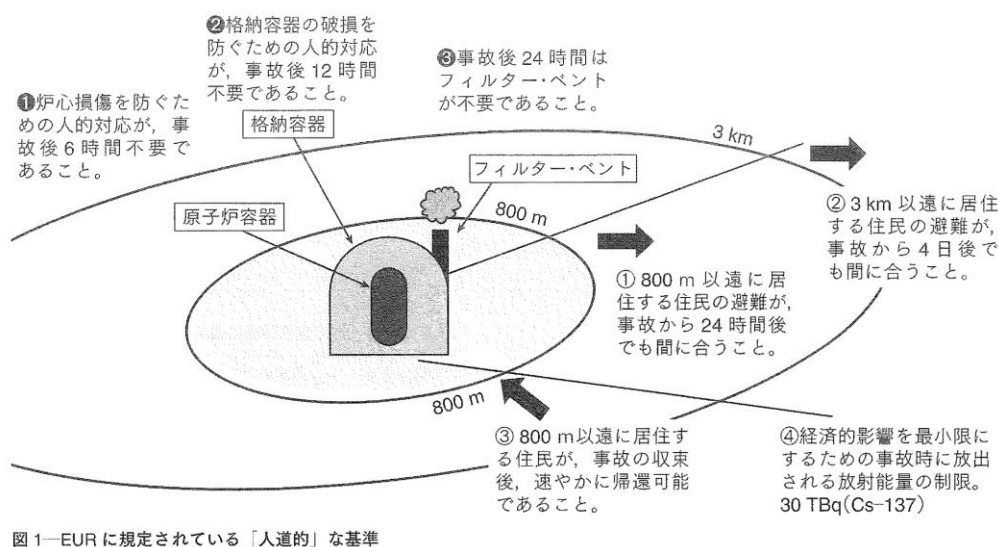 ❶炉心損傷を防ぐた
めの人的対応が，事
故後6時間不要で
あること。
❷格納容器の破損を
防ぐための人的対応
が，事故後12時間
不要であること。
❸事故後24時間は
フィルター・ベント
が不要であること。
格納容器
フィルター・ベント
原子炉容器
3 km
800 m
800 m
① 800 m 以遠に居
住する住民の避難が，
事故から24時間後
でも間に合うこと。
② 3 km 以遠に居住
する住民の避難が，
事故から4日後で
も間に合うこと。
③ 800 m以遠に居住す
る住民が，事故の収束
後，速やかに帰還可能
であること。
④経済的影響を最小限に
するための事故時に放出
される放射能量の制限。
30 TBq(Cs-137)
図1―EURに規定されている「人道的」な基準